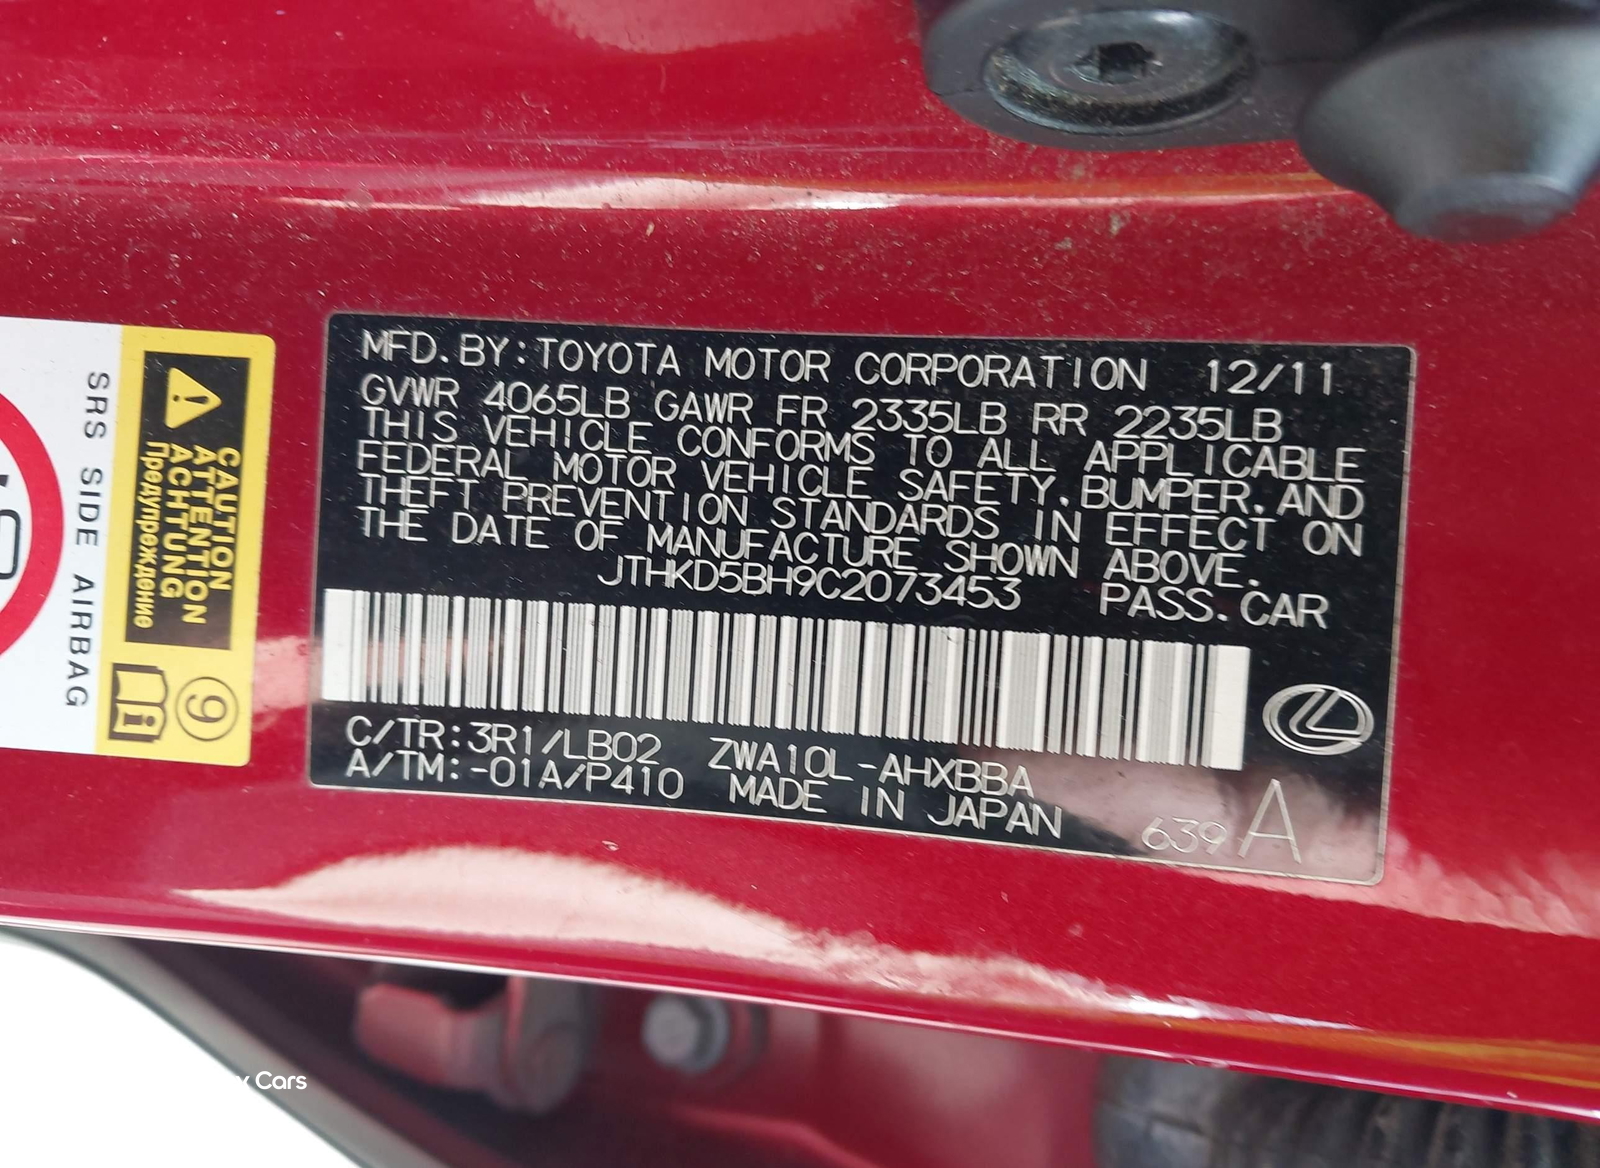 MFD.BY:TOYOTA MOTOR CORPORATION 12/11
GVWR 4065LB GAWR FR 2335LB RR 2235LB
THIS VEHICLE CONFORMS TO ALL APPLICABLE
FEDERAL MOTOR VEHICLE SAFETY,BUMPER,AND
THEFT PREVENTION STANDARDS IN EFFECT ON
THE DATE OF MANUFACTURE SHOWN ABOVE.
JTHKD5BH9C2073453 PASS.CAR
C/TR:3R1/LB02 ZWA10L-AHXBBA
A/TM:-01A/P410 MADE IN JAPAN
639 A
CAUTION
ATTENTION
ACHTUNG
Предупреждение
9
SRS SIDE AIRBAG
Cars